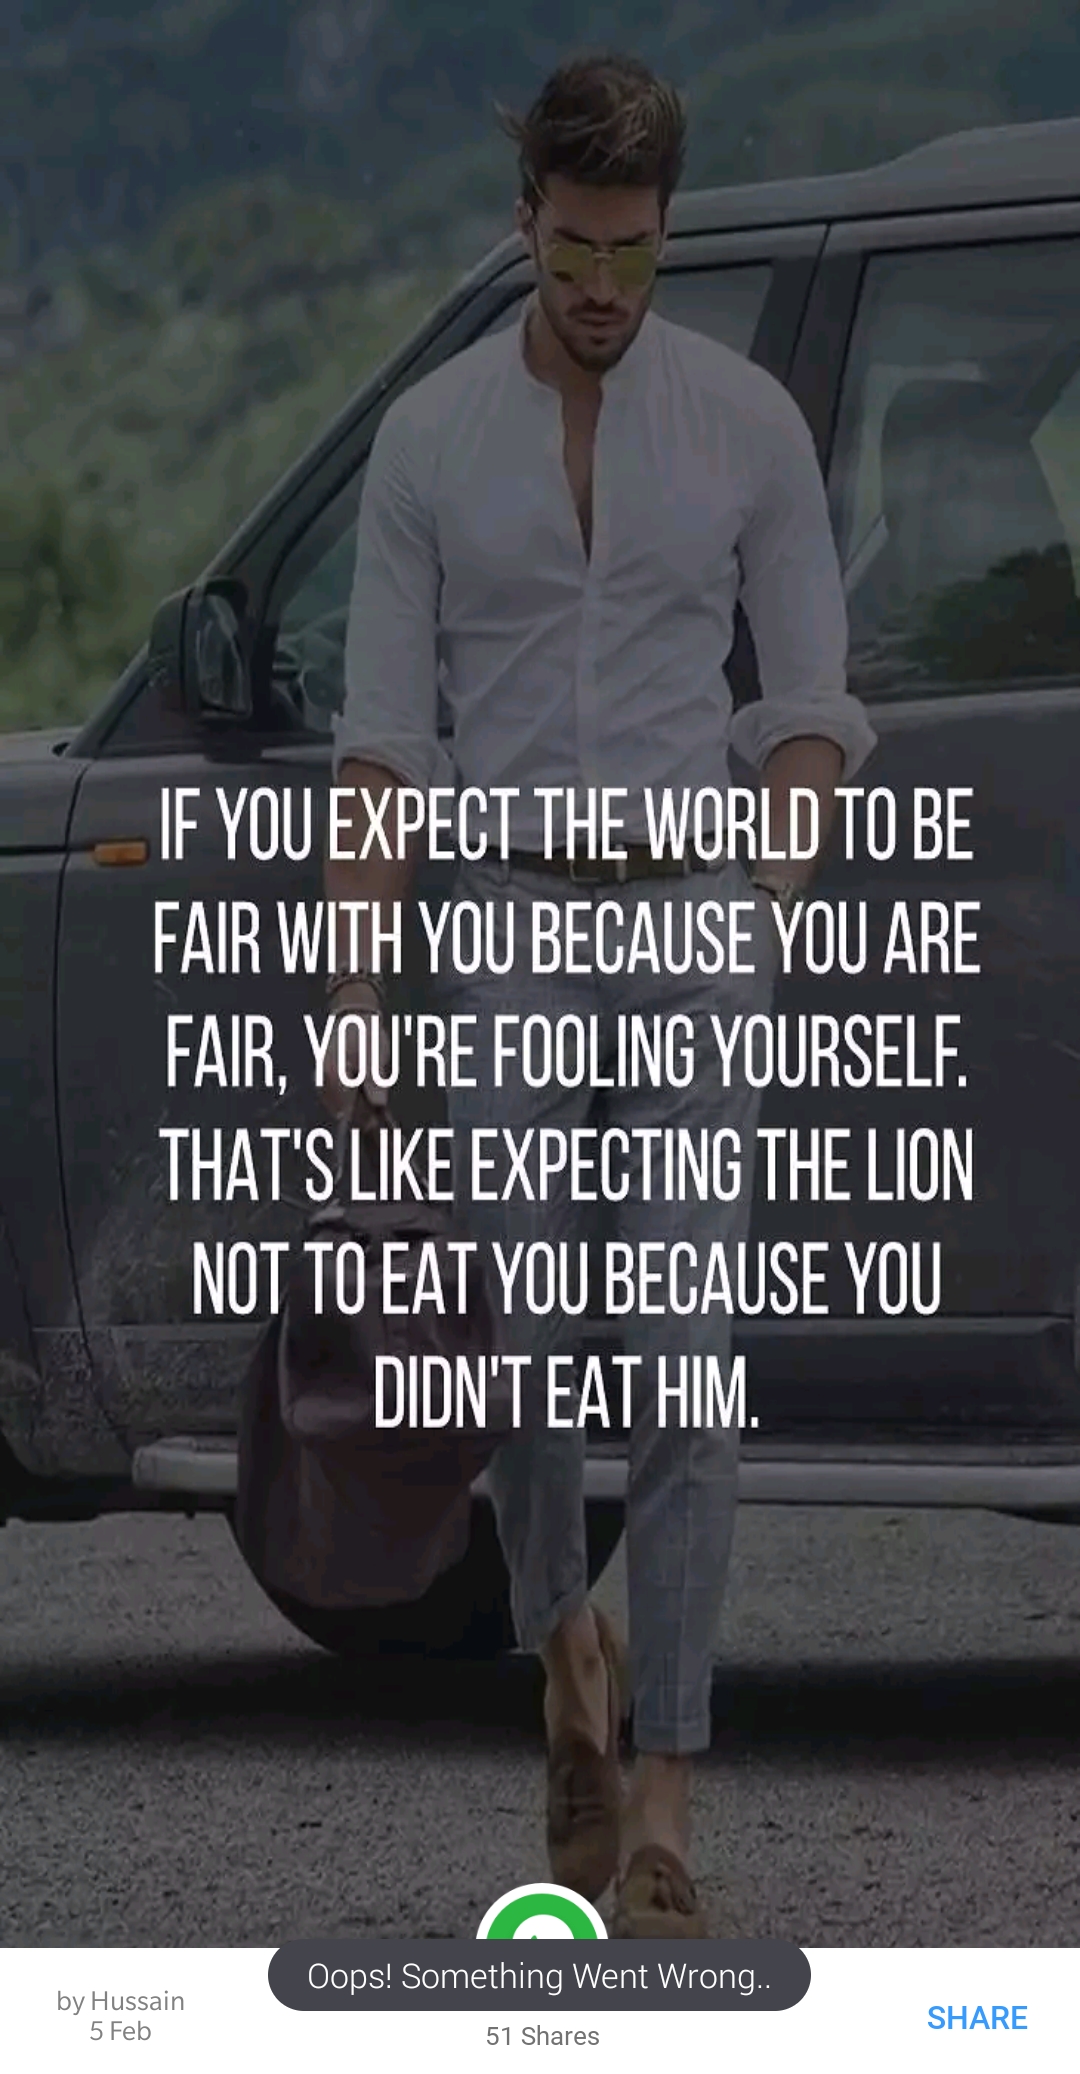 IF YOU EXPECT THE WORLD TO BE
FAIR WITH YOU BECAUSE YOU ARE
FAIR, YOU'RE FOOLING YOURSELF.
THAT'S LIKE EXPECTING THE LION
NOT TO EAT YOU BECAUSE YOU
DIDN'T EAT HIM.
Oops! Something Went Wrong..
by Hussain
5 Feb
51 Shares
SHARE